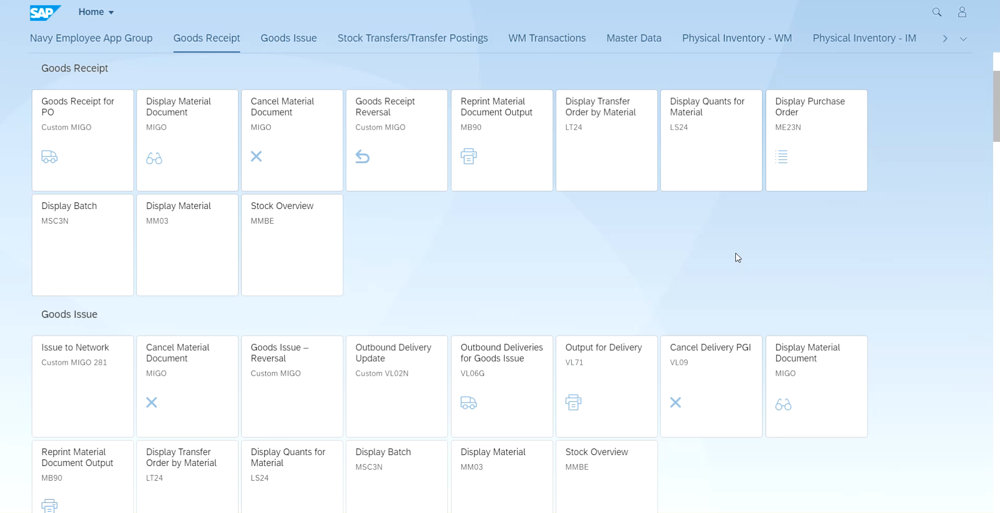 SAP Home
Navy Employee App Group Goods Receipt Goods Issue Stock Transfers/Transfer Postings WM Transactions Master Data Physical Inventory - WM Physical Inventory - IM
Goods Receipt
Goods Receipt for
PO
Custom MIGO
Display Material
Document
MIGO
Cancel Material
Document
MIGO
Goods Receipt
Reversal
Custom MIGO
Reprint Material
Document Output
MB90
Display Transfer
Order by Material
LT24
Display Quants for
Material
LS24
Display Purchase
Order
ME23N
Display Batch
MSC3N
Display Material
MM03
Stock Overview
MMBE
Goods Issue
Issue to Network
Custom MIGO 281
Cancel Material
Document
MIGO
Goods Issue –
Reversal
Custom MIGO
Outbound Delivery
Update
Custom VL02N
Outbound Deliveries
for Goods Issue
VL06G
Output for Delivery
VL71
Cancel Delivery PGI
VL09
Display Material
Document
MIGO
Reprint Material
Document Output
MB90
Display Transfer
Order by Material
LT24
Display Quants for
Material
LS24
Display Batch
MSC3N
Display Material
MM03
Stock Overview
MMBE